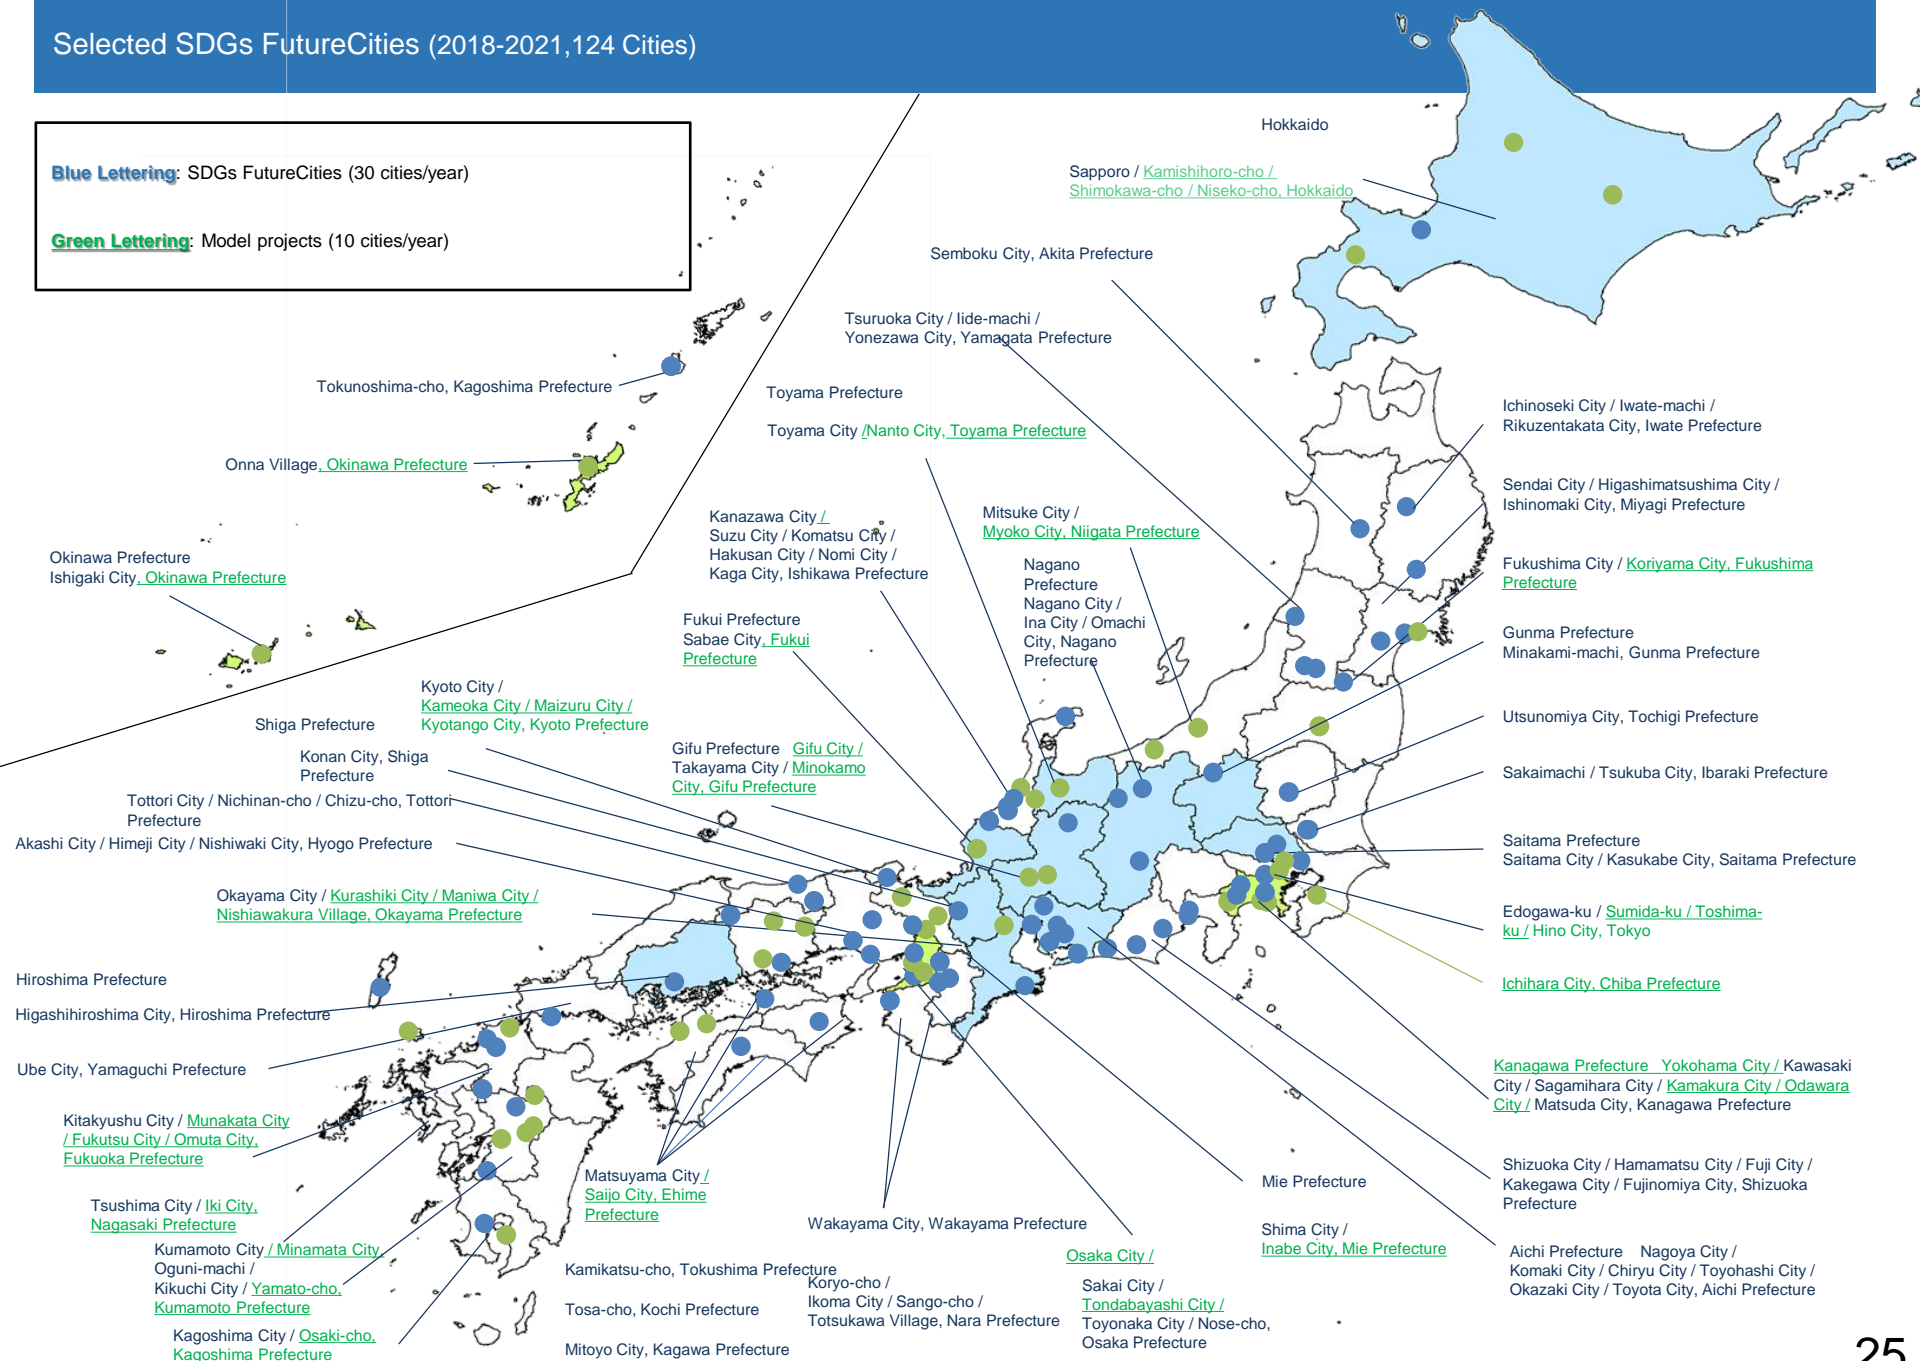 Selected SDGs FutureCities (2018-2021,124 Cities)
Blue Lettering: SDGs FutureCities (30 cities/year)
Green Lettering: Model projects (10 cities/year)
Hokkaido
Sapporo / Kamishihoro-cho /
Shimokawa-cho / Niseko-cho, Hokkaido
Semboku City, Akita Prefecture
Tsuruoka City / Iide-machi /
Yonezawa City, Yamagata Prefecture
Tokunoshima-cho, Kagoshima Prefecture
Toyama Prefecture
Toyama City /Nanto City, Toyama Prefecture
Onna Village, Okinawa Prefecture
Okinawa Prefecture
Ishigaki City, Okinawa Prefecture
Kanazawa City /
Suzu City / Komatsu City /
Hakusan City / Nomi City /
Kaga City, Ishikawa Prefecture
Mitsuke City /
Myoko City, Niigata Prefecture
Nagano
Prefecture
Nagano City /
Ina City / Omachi
City, Nagano
Prefecture
Fukui Prefecture
Sabae City, Fukui
Prefecture
Kyoto City /
Kameoka City / Maizuru City /
Kyotango City, Kyoto Prefecture
Shiga Prefecture
Konan City, Shiga
Prefecture
Gifu Prefecture Gifu City /
Takayama City / Minokamo
City, Gifu Prefecture
Tottori City / Nichinan-cho / Chizu-cho, Tottori
Prefecture
Akashi City / Himeji City / Nishiwaki City, Hyogo Prefecture
Okayama City / Kurashiki City / Maniwa City /
Nishiawakura Village, Okayama Prefecture
Hiroshima Prefecture
Higashihiroshima City, Hiroshima Prefecture
Ube City, Yamaguchi Prefecture
Kitakyushu City / Munakata City
/ Fukutsu City / Omuta City,
Fukuoka Prefecture
Tsushima City / Iki City,
Nagasaki Prefecture
Kumamoto City / Minamata City,
Oguni-machi /
Kikuchi City / Yamato-cho,
Kumamoto Prefecture
Kagoshima City / Osaki-cho,
Kagoshima Prefecture
Matsuyama City /
Saijo City, Ehime
Prefecture
Kamikatsu-cho, Tokushima Prefecture
Tosa-cho, Kochi Prefecture
Mitoyo City, Kagawa Prefecture
Wakayama City, Wakayama Prefecture
Koryo-cho /
Ikoma City / Sango-cho /
Totsukawa Village, Nara Prefecture
Osaka City /
Sakai City /
Tondabayashi City /
Toyonaka City / Nose-cho,
Osaka Prefecture
Mie Prefecture
Shima City /
Inabe City, Mie Prefecture
Ichinoseki City / Iwate-machi /
Rikuzentakata City, Iwate Prefecture
Sendai City / Higashimatsushima City /
Ishinomaki City, Miyagi Prefecture
Fukushima City / Koriyama City, Fukushima
Prefecture
Gunma Prefecture
Minakami-machi, Gunma Prefecture
Utsunomiya City, Tochigi Prefecture
Sakaimachi / Tsukuba City, Ibaraki Prefecture
Saitama Prefecture
Saitama City / Kasukabe City, Saitama Prefecture
Edogawa-ku / Sumida-ku / Toshima-
ku / Hino City, Tokyo
Ichihara City, Chiba Prefecture
Kanagawa Prefecture Yokohama City / Kawasaki
City / Sagamihara City / Kamakura City / Odawara
City / Matsuda City, Kanagawa Prefecture
Shizuoka City / Hamamatsu City / Fuji City /
Kakegawa City / Fujinomiya City, Shizuoka
Prefecture
Aichi Prefecture Nagoya City /
Komaki City / Chiryu City / Toyohashi City /
Okazaki City / Toyota City, Aichi Prefecture
25